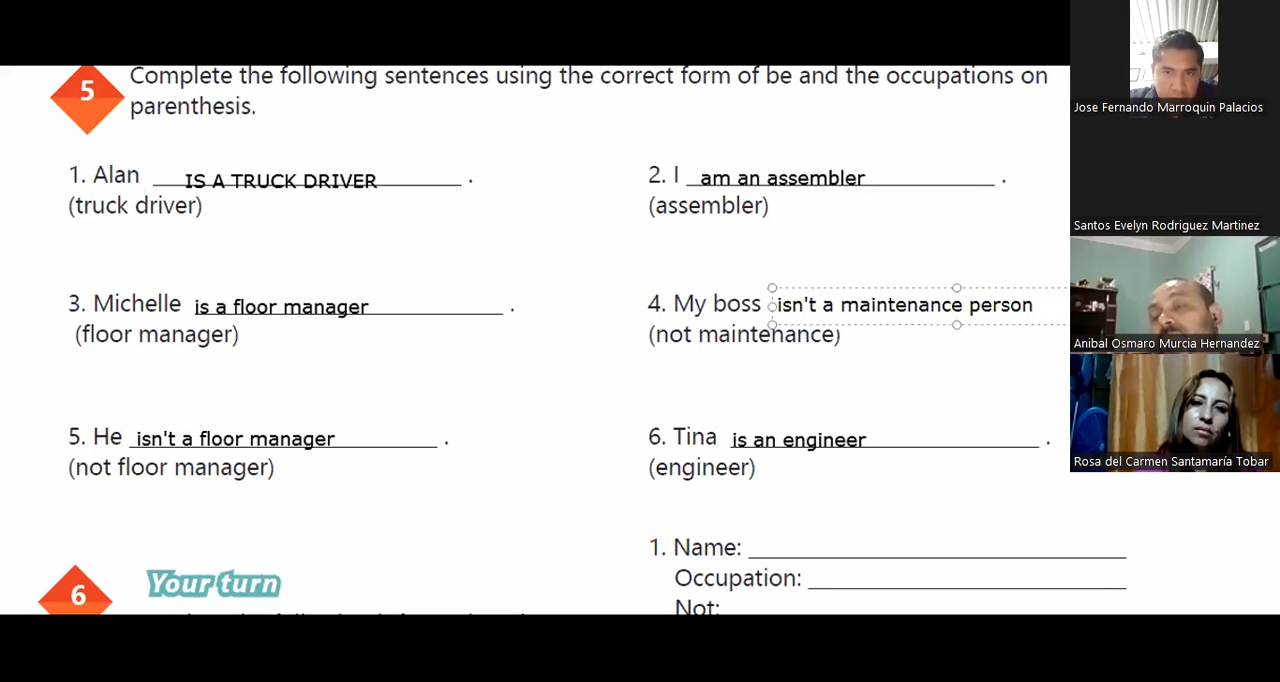 5 Complete the following sentences using the correct form of be and the occupations on
parenthesis.
1. Alan IS A TRUCK DRIVER .
(truck driver)
2. I am an assembler .
(assembler)
3. Michelle is a floor manager .
(floor manager)
4. My boss isn't a maintenance person
(not maintenance)
5. He isn't a floor manager .
(not floor manager)
6. Tina is an engineer .
(engineer)
6 Your turn
1. Name:
Occupation:
Not:
Jose Fernando Marroquin Palacios
Santos Evelyn Rodriguez Martinez
Anibal Osmaro Murcia Hernandez
Rosa del Carmen Santamaría Tobar